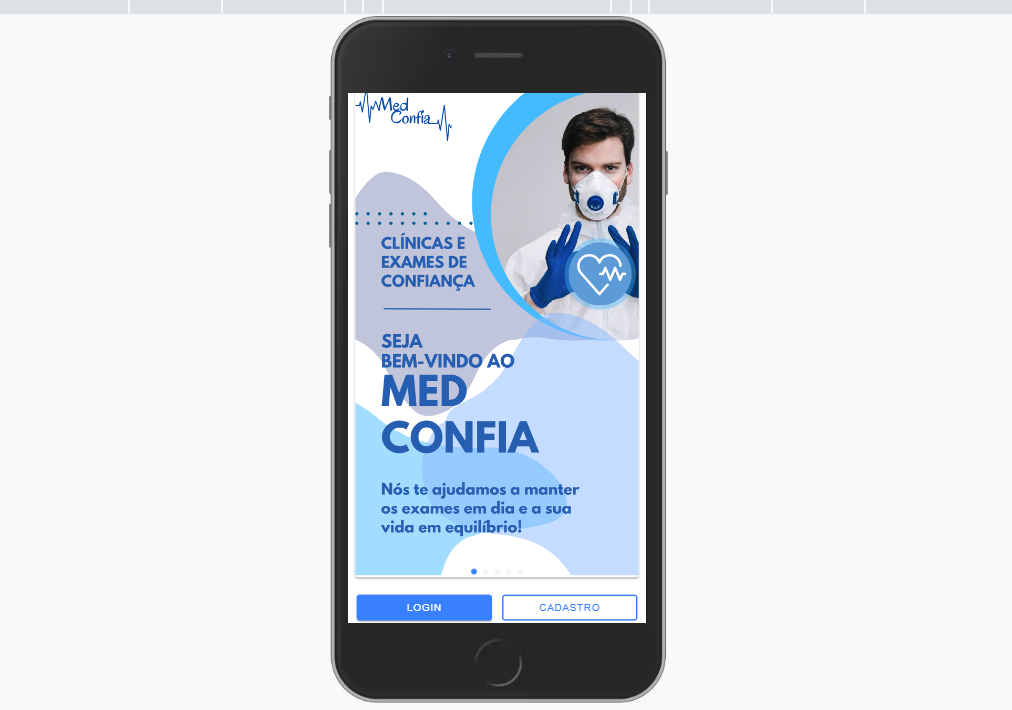 Med
Confia
CLÍNICAS E
EXAMES DE
CONFIANÇA
SEJA
BEM-VINDO AO
MED
CONFIA
Nós te ajudamos a manter
os exames em dia e a sua
vida em equilíbrio!
LOGIN
CADASTRO